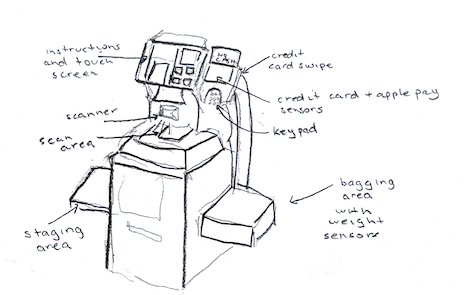 instructions
and touch
screen
NO
CASH
credit
card swipe
scanner
credit card + apple pay
sensors
scan
area
keypad
bagging
area
with
weight
sensors
staging
area